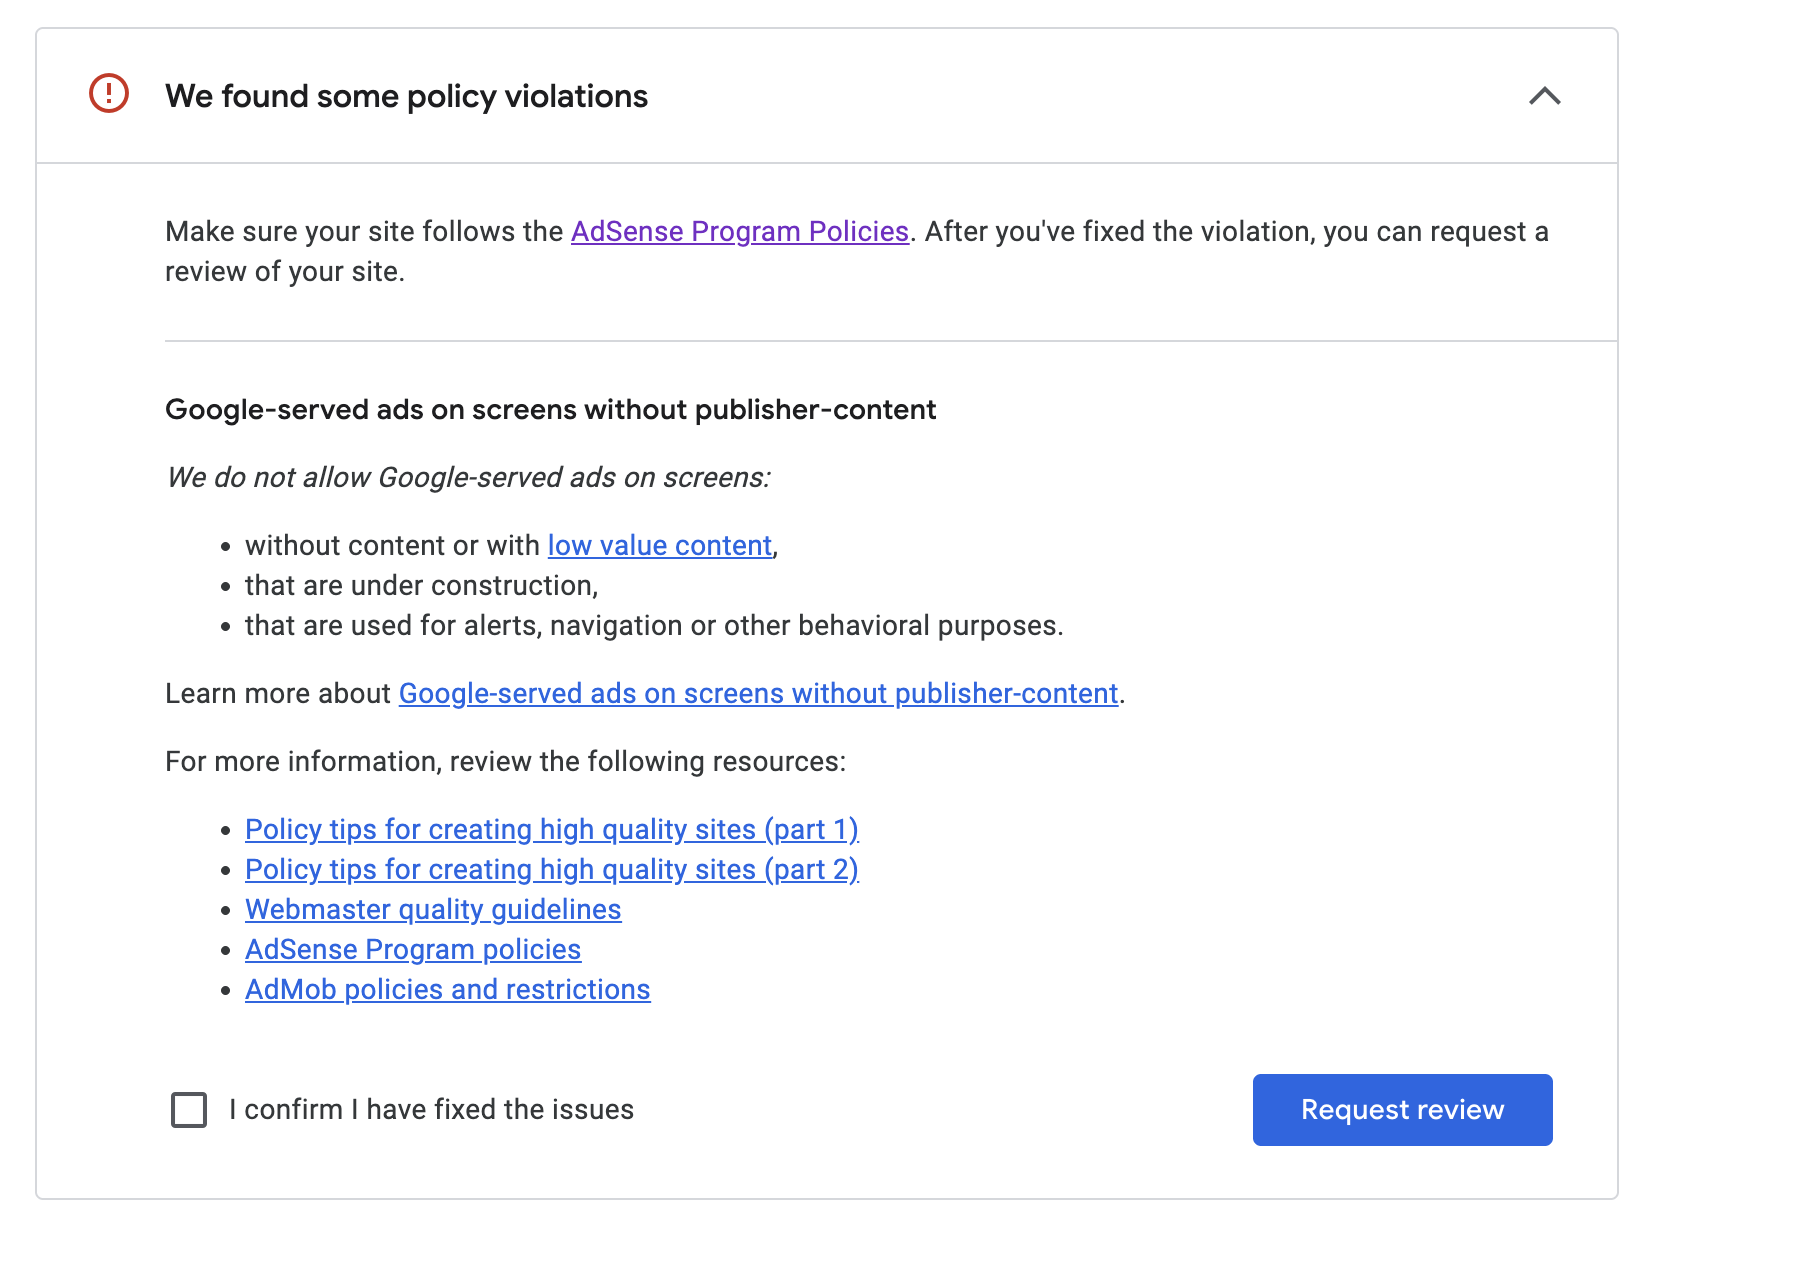 We found some policy violations
Make sure your site follows the AdSense Program Policies. After you've fixed the violation, you can request a
review of your site.
Google-served ads on screens without publisher-content
We do not allow Google-served ads on screens:
• without content or with low value content,
• that are under construction,
• that are used for alerts, navigation or other behavioral purposes.
Learn more about Google-served ads on screens without publisher-content.
For more information, review the following resources:
• Policy tips for creating high quality sites (part 1)
• Policy tips for creating high quality sites (part 2)
• Webmaster quality guidelines
• AdSense Program policies
• AdMob policies and restrictions
I confirm I have fixed the issues
Request review